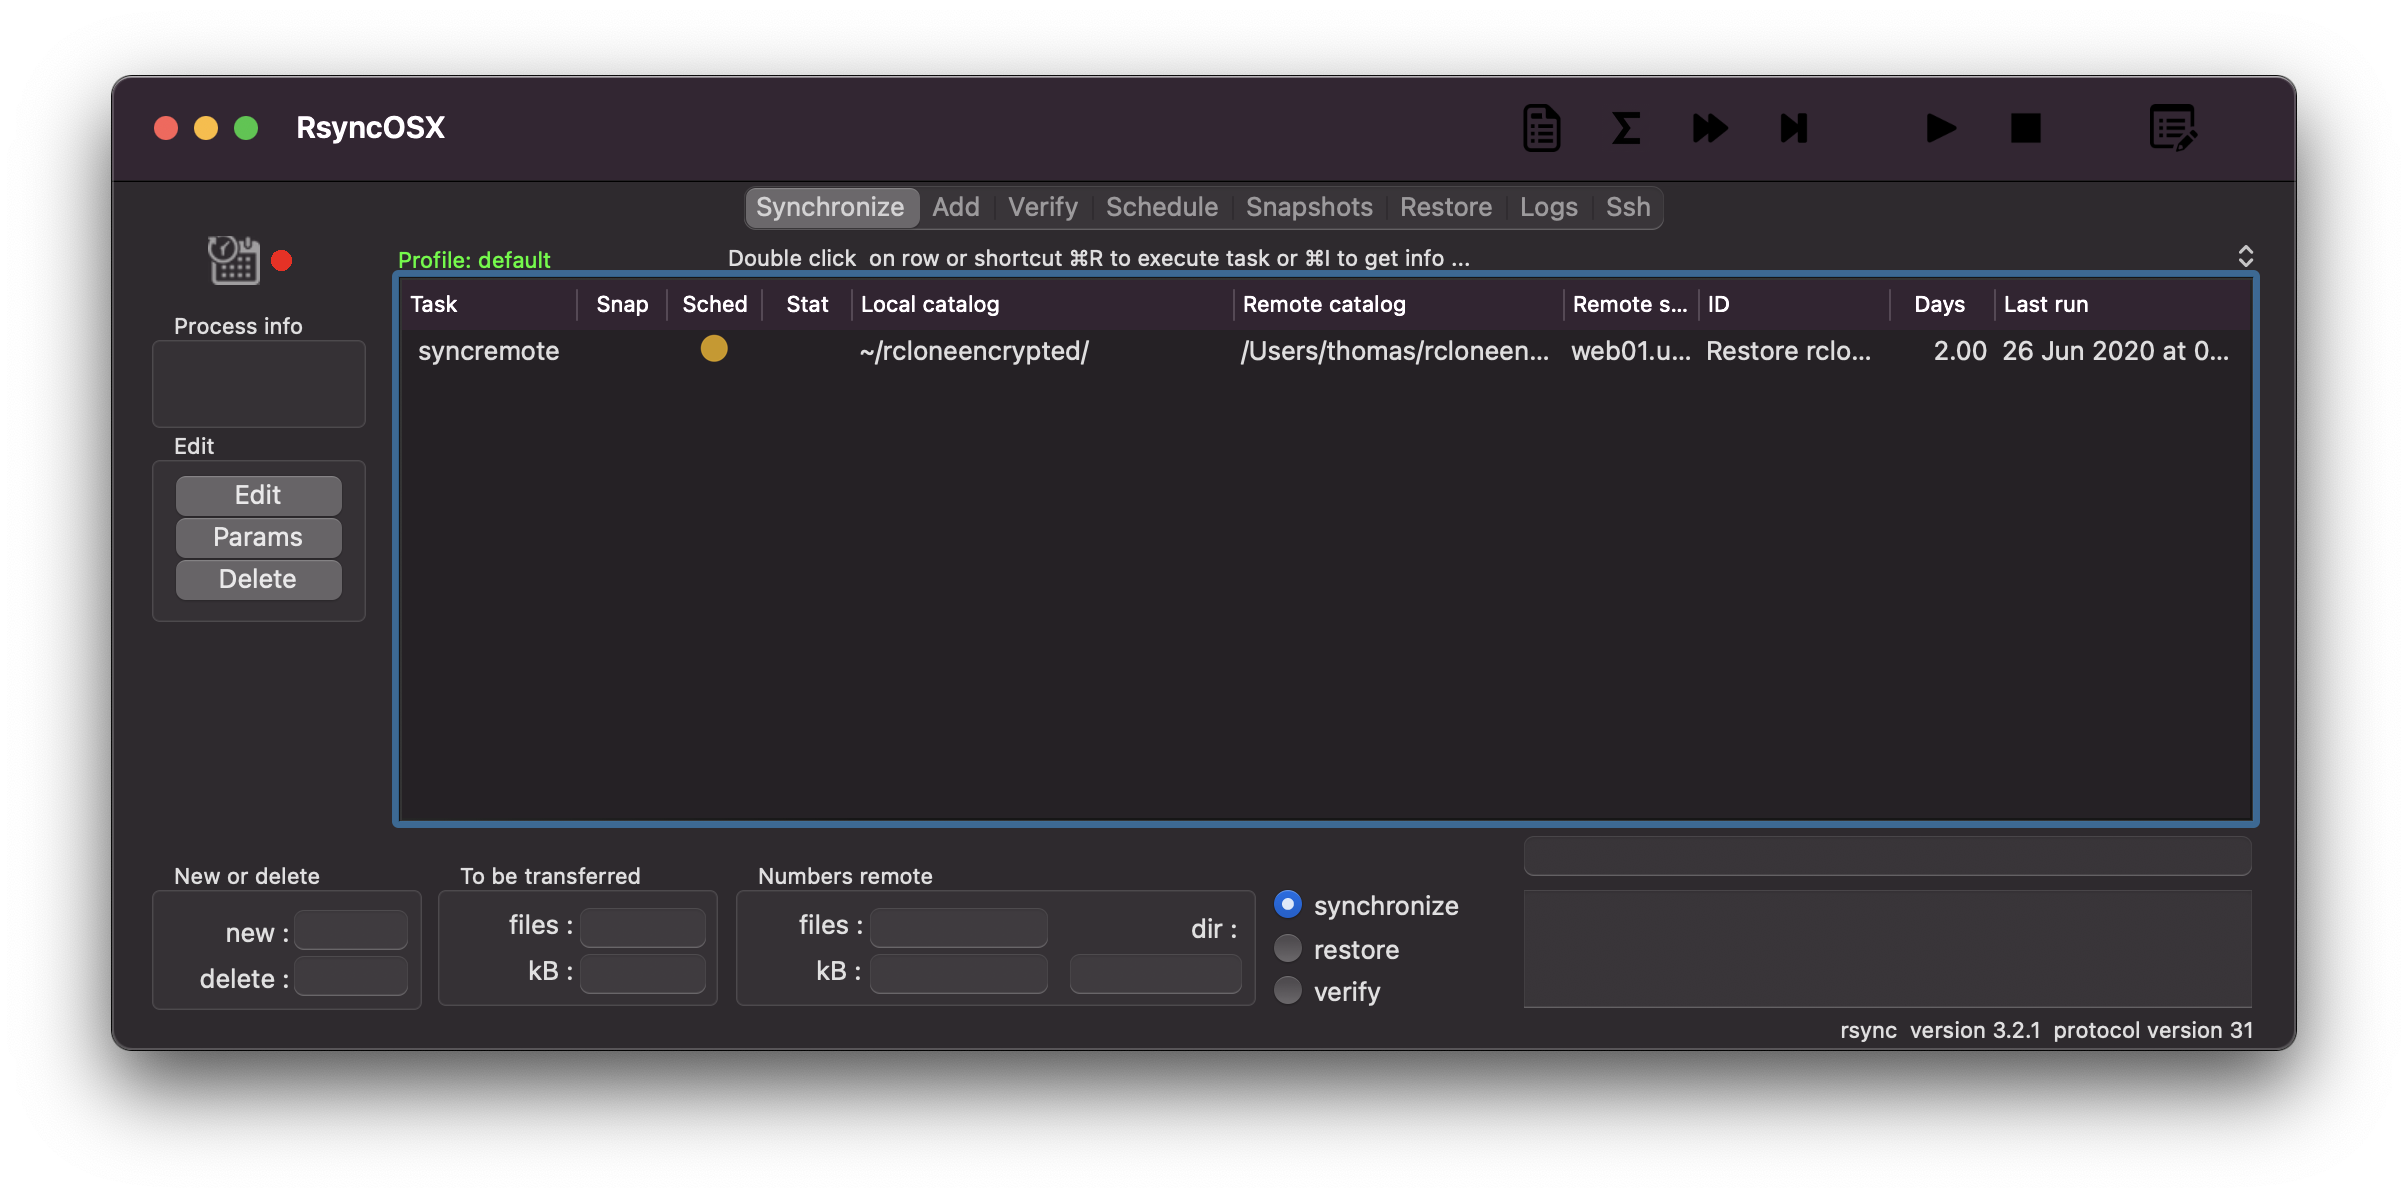 RsyncOSX
Synchronize Add Verify Schedule Snapshots Restore Logs Ssh
Profile: default
Double click on row or shortcut ⌘R to execute task or ⌘I to get info ...
Task Snap Sched Stat Local catalog Remote catalog Remote s... ID Days Last run
syncremote ~/rcloneencrypted/ /Users/thomas/rcloneen... web01.u... Restore rclo... 2.00 26 Jun 2020 at 0...
Process info
Edit
Edit
Params
Delete
New or delete
new :
delete :
To be transferred
files :
kB :
Numbers remote
files :
dir :
kB :
synchronize
restore
verify
rsync version 3.2.1 protocol version 31